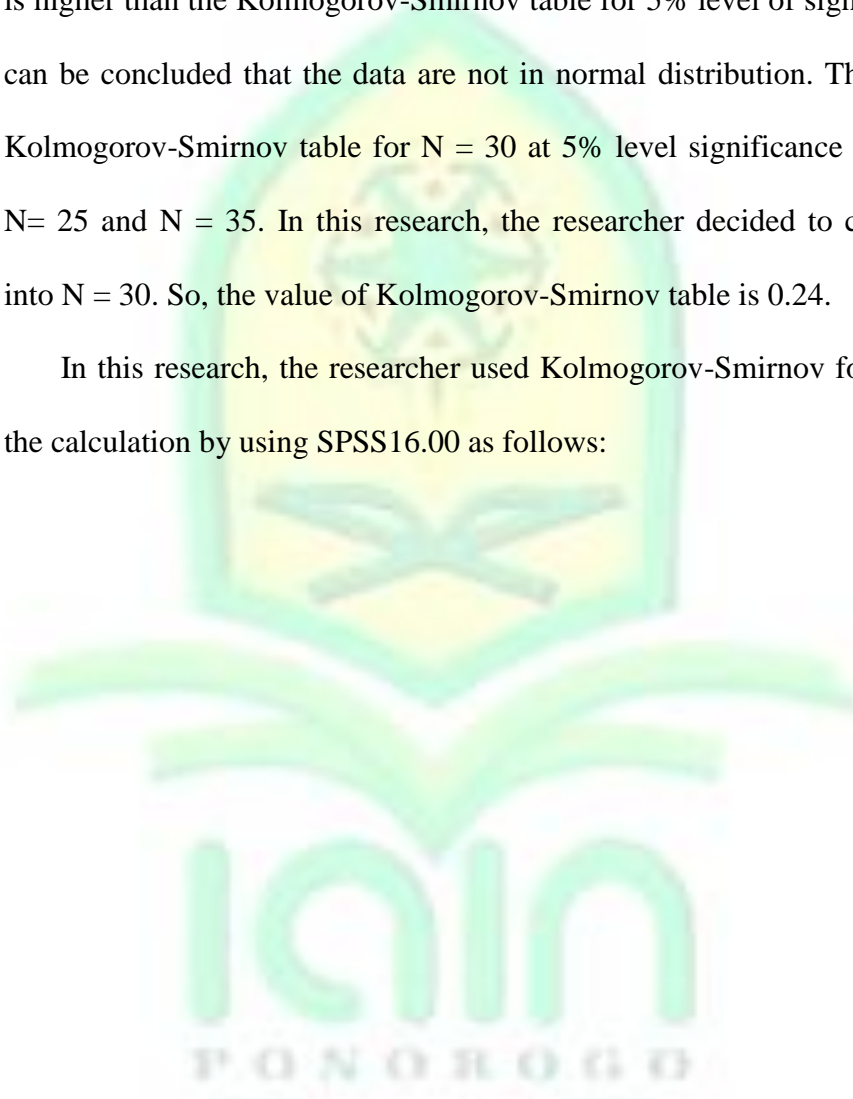 is higher than the Kolmogorov-Smirnov table for 5% level of sign
can be concluded that the data are not in normal distribution. Th
Kolmogorov-Smirnov table for N = 30 at 5% level significance
N= 25 and N = 35. In this research, the researcher decided to c
into N = 30. So, the value of Kolmogorov-Smirnov table is 0.24.
In this research, the researcher used Kolmogorov-Smirnov fo
the calculation by using SPSS16.00 as follows:
iain
PONOROGO